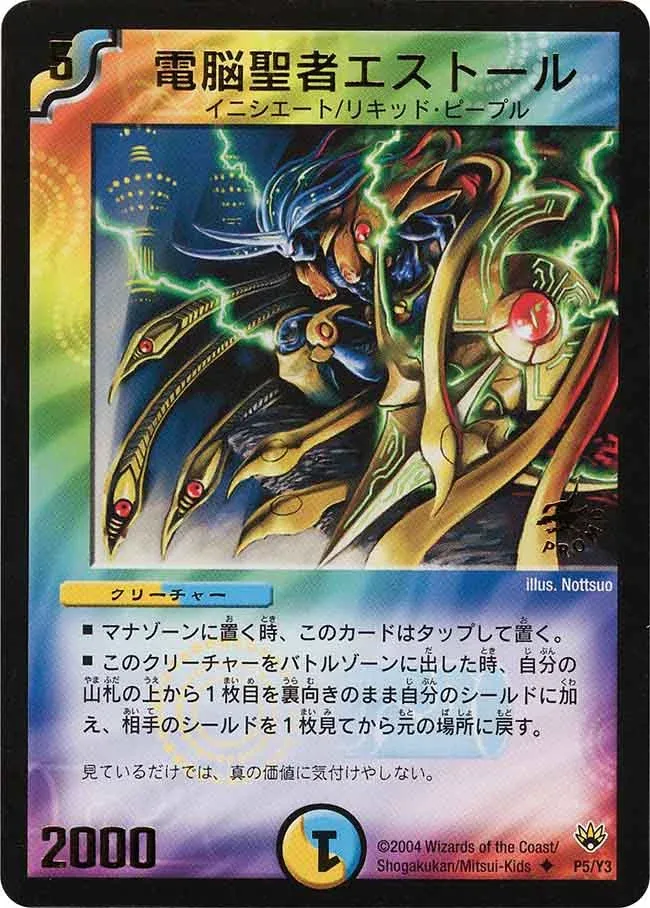 5
電脳聖者エストール
イニシエート/リキッド・ピープル
PROMO
illus. Nottsuo
クリーチャー
■ マナゾーンに置く時、このカードはタップして置く。
■ このクリーチャーをバトルゾーンに出した時、自分の
山札の上から1枚目を裏向きのまま自分のシールドに加
え、相手のシールドを1枚見てから元の場所に戻す。
見ているだけでは、真の価値に気付けやしない。
2000
1
©2004 Wizards of the Coast/
Shogakukan/Mitsui-Kids ◆ P5/Y3